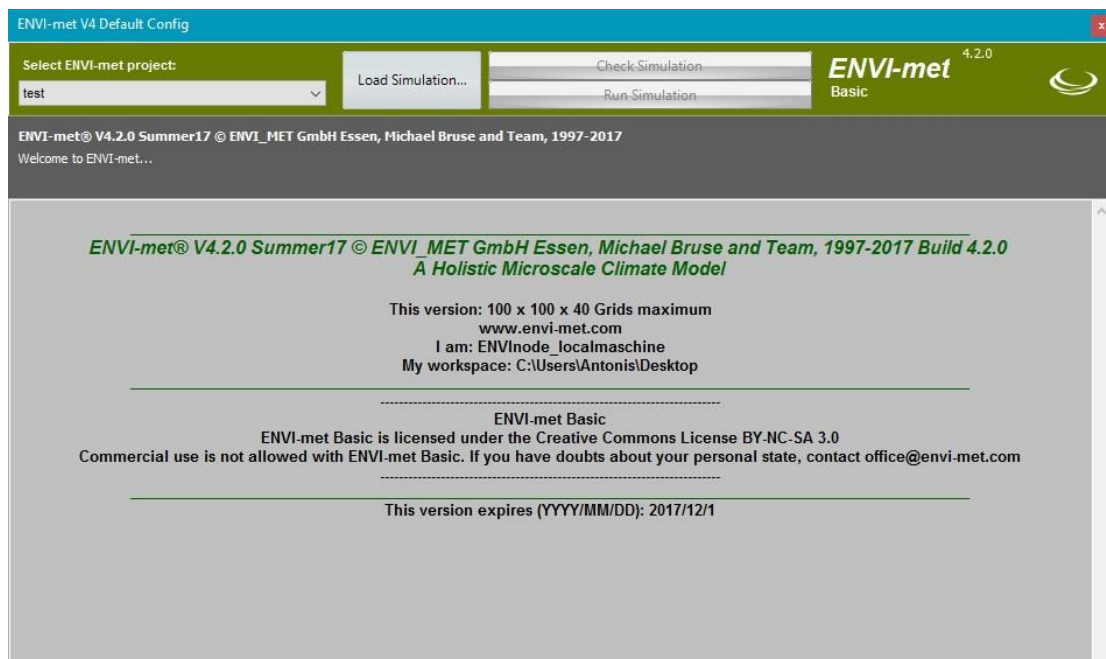 ENVI-met V4 Default Config
x
Select ENVI-met project:
test
Load Simulation...
Check Simulation
Run Simulation
ENVI-met 4.2.0
Basic
ENVI-met® V4.2.0 Summer17 © ENVI_MET GmbH Essen, Michael Bruse and Team, 1997-2017
Welcome to ENVI-met...
ENVI-met® V4.2.0 Summer17 © ENVI_MET GmbH Essen, Michael Bruse and Team, 1997-2017 Build 4.2.0
A Holistic Microscale Climate Model
This version: 100 x 100 x 40 Grids maximum
www.envi-met.com
I am: ENVInode_localmaschine
My workspace: C:\Users\Antonis\Desktop
ENVI-met Basic
ENVI-met Basic is licensed under the Creative Commons License BY-NC-SA 3.0
Commercial use is not allowed with ENVI-met Basic. If you have doubts about your personal state, contact office@envi-met.com
This version expires (YYYY/MM/DD): 2017/12/1